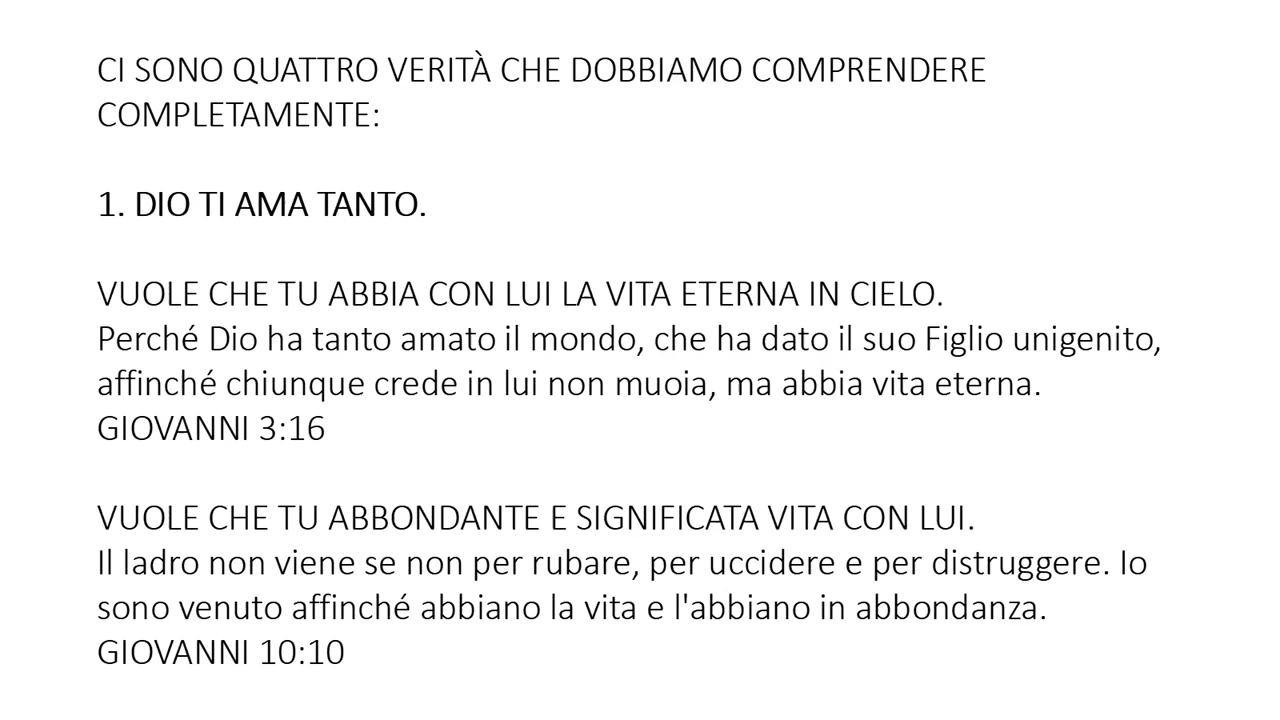 CI SONO QUATTRO VERITÀ CHE DOBBIAMO COMPRENDERE
COMPLETAMENTE:
1. DIO TI AMA TANTO.
VUOLE CHE TU ABBIA CON LUI LA VITA ETERNA IN CIELO.
Perché Dio ha tanto amato il mondo, che ha dato il suo Figlio unigenito,
affinché chiunque crede in lui non muoia, ma abbia vita eterna.
GIOVANNI 3:16
VUOLE CHE TU ABBONDANTE E SIGNIFICATA VITA CON LUI.
Il ladro non viene se non per rubare, per uccidere e per distruggere. Io
sono venuto affinché abbiano la vita e l'abbiano in abbondanza.
GIOVANNI 10:10